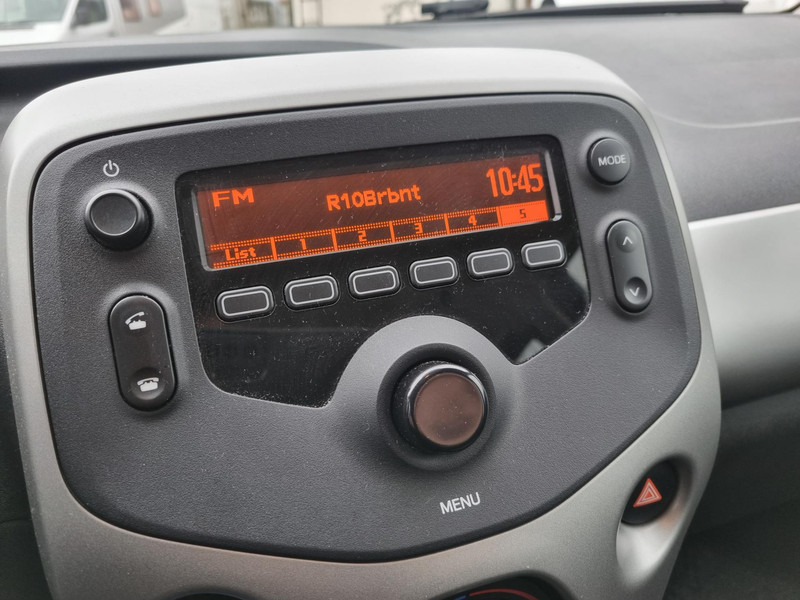 FM R10Brbnt 10:45
List 1 2 3 4 5
MODE
MENU